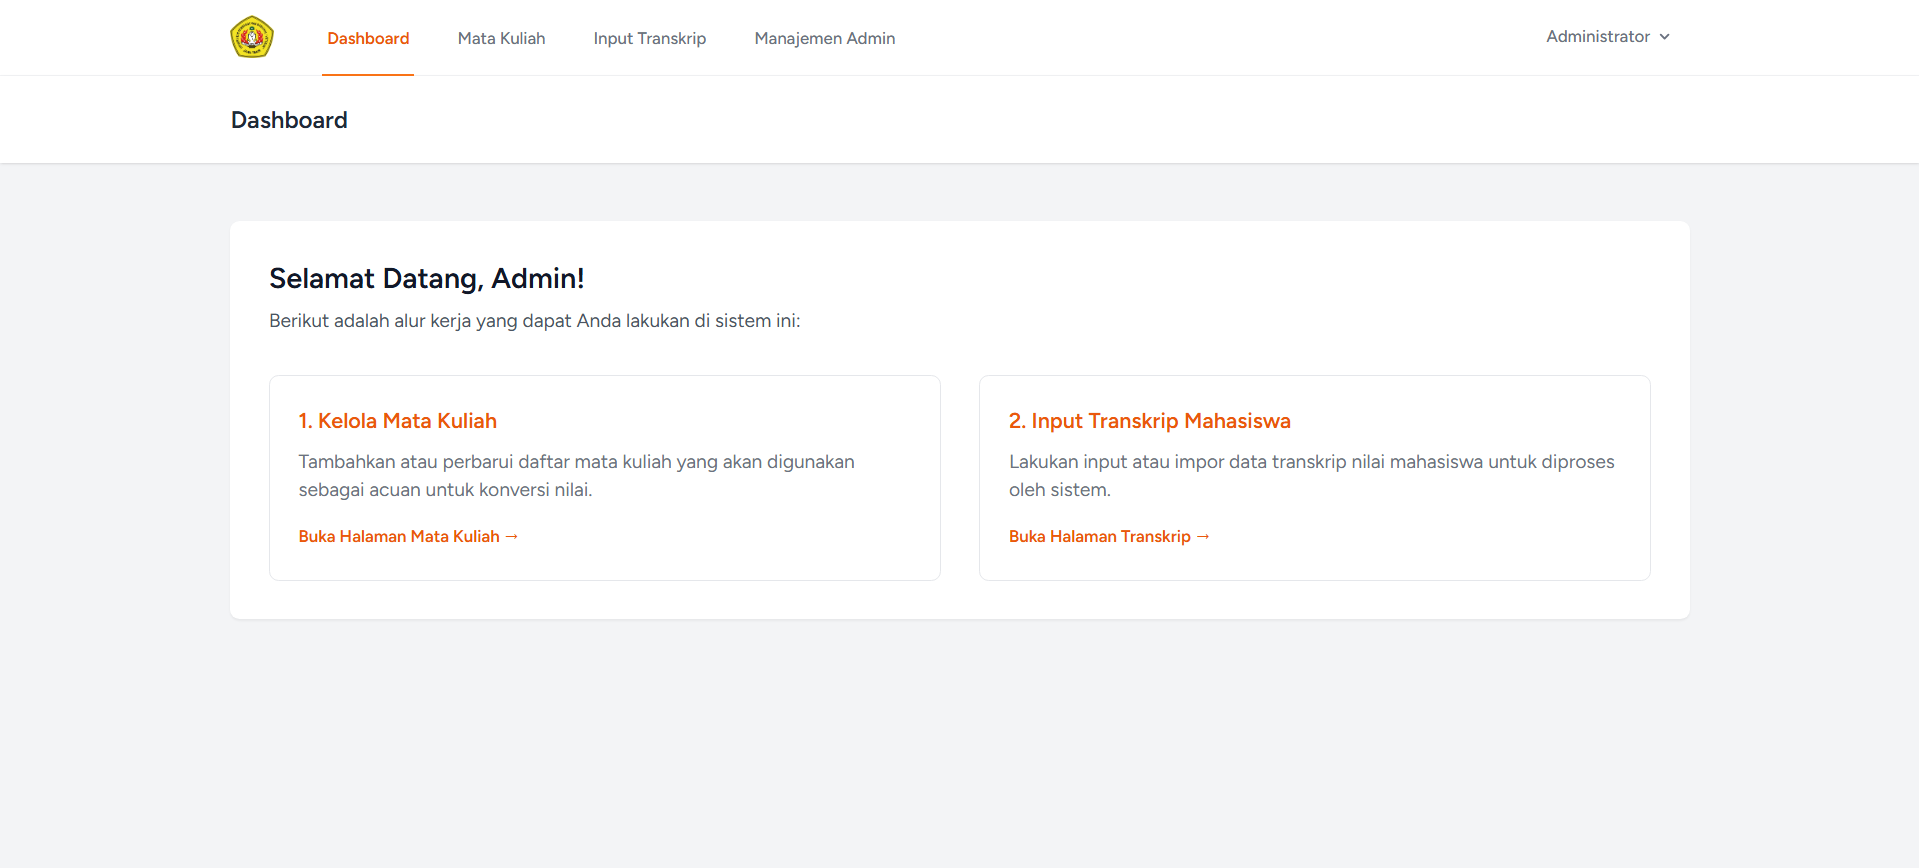 Dashboard
Mata Kuliah
Input Transkrip
Manajemen Admin
Administrator
Dashboard
Selamat Datang, Admin!
Berikut adalah alur kerja yang dapat Anda lakukan di sistem ini:
1. Kelola Mata Kuliah
Tambahkan atau perbarui daftar mata kuliah yang akan digunakan
sebagai acuan untuk konversi nilai.
Buka Halaman Mata Kuliah →
2. Input Transkrip Mahasiswa
Lakukan input atau impor data transkrip nilai mahasiswa untuk diproses
oleh sistem.
Buka Halaman Transkrip →